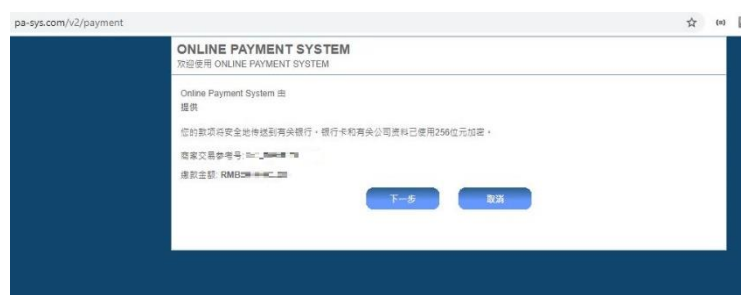 pa-sys.com/v2/payment
ONLINE PAYMENT SYSTEM
欢迎使用 ONLINE PAYMENT SYSTEM
Online Payment System 由
提供
您的款项将安全地传送到有关银行。银行卡和有关公司资料已使用256位元加密。
商家交易参考号:
缴款金额: RMB
下一步
取消